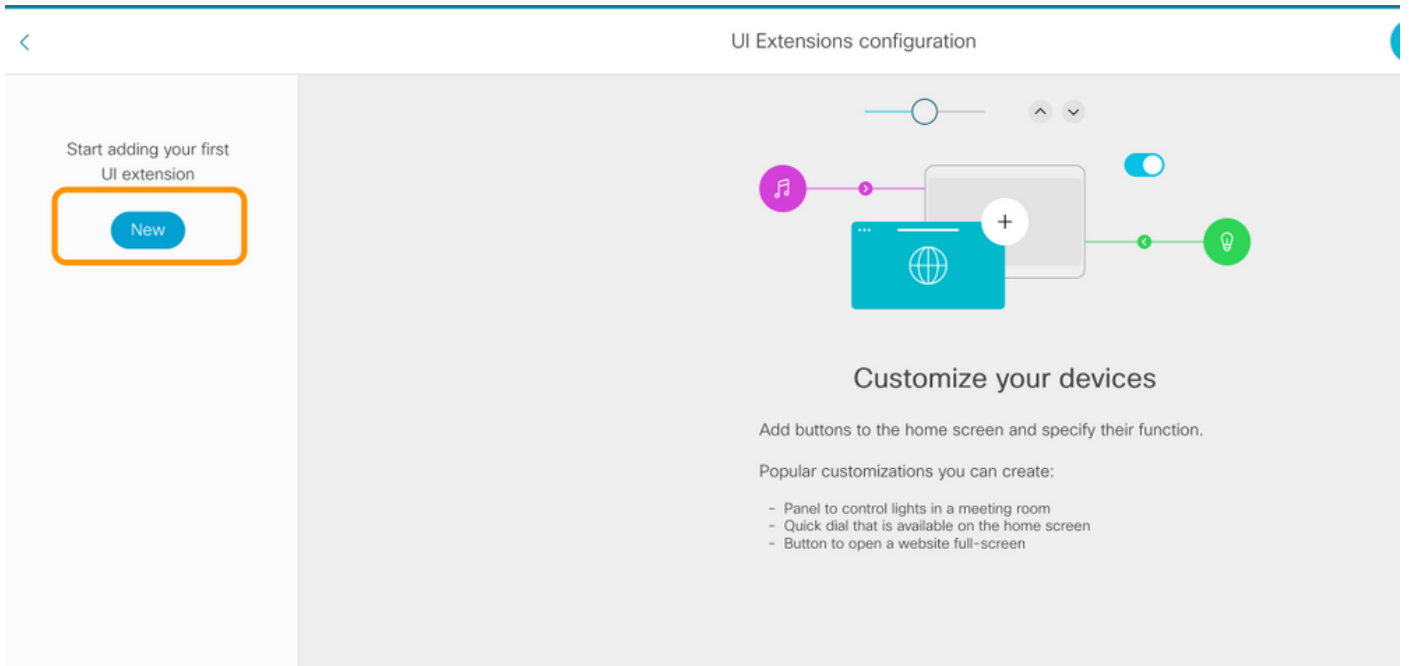 UI Extensions configuration
Start adding your first
UI extension
New
Customize your devices
Add buttons to the home screen and specify their function.
Popular customizations you can create:
- Panel to control lights in a meeting room
- Quick dial that is available on the home screen
- Button to open a website full-screen